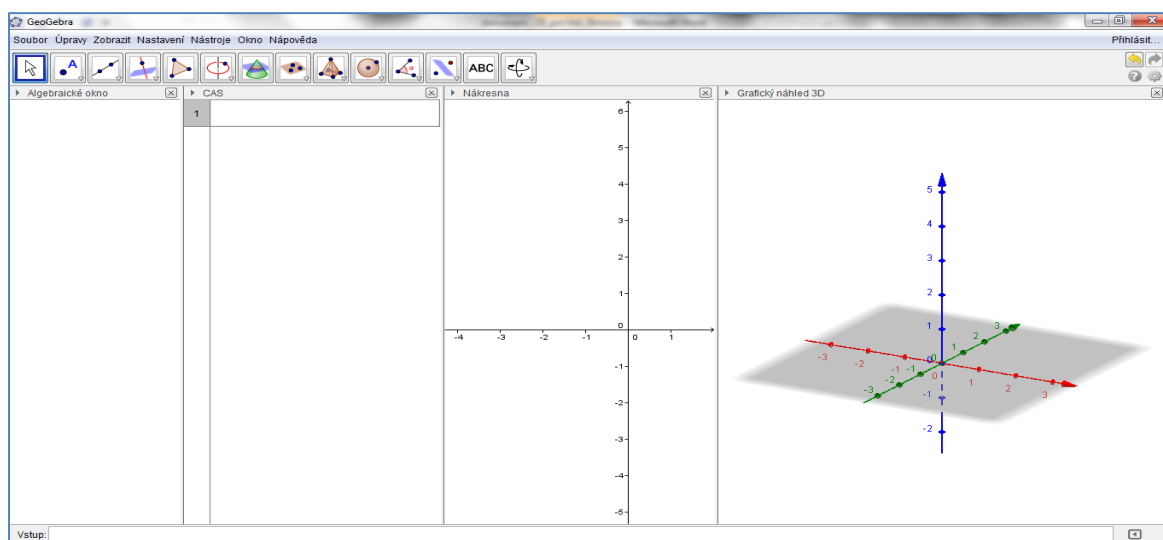 GeoGebra
Soubor Úpravy Zobrazit Nastavení Nástroje Okno Nápověda Přihlásit...
A ABC
Algebraické okno CAS Nákresna Grafický náhled 3D
1
6
5
4
3
2
1
0
-4 -3 -2 -1 0 1
-1
-2
-3
-4
-5
5
4
3
2
1
0
-1
-2
-3 -2 -1 0 1 2 3
-3 -2 -1 0 1 2 3
Vstup: